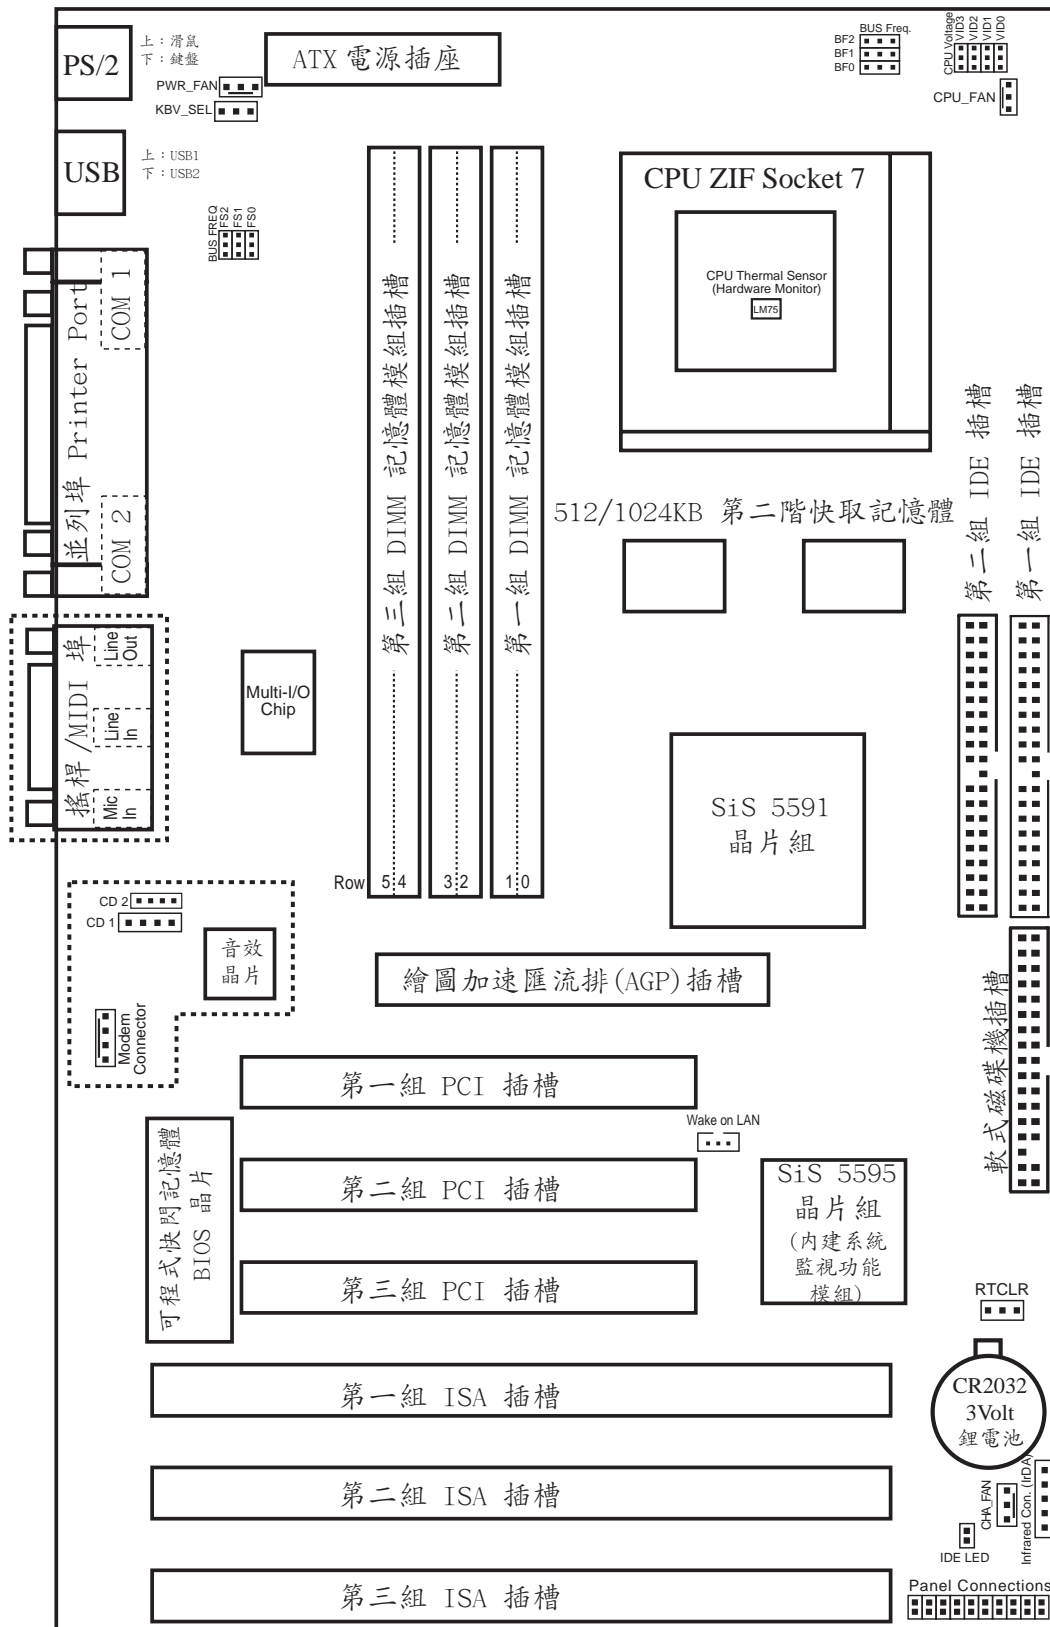 PS/2
上：滑鼠
下：鍵盤
ATX 電源插座
PWR_FAN
KBV_SEL
BUS Freq.
BF2
BF1
BF0
CPU Voltage
VID3
VID2
VID1
VID0
CPU_FAN
USB
上：USB1
下：USB2
BUS FREQ
FS2
FS1
FS0
CPU ZIF Socket 7
CPU Thermal Sensor
(Hardware Monitor)
LM75
並列埠 Printer Port
COM 1
COM 2
第三組 DIMM 記憶體模組插槽
第二組 DIMM 記憶體模組插槽
第一組 DIMM 記憶體模組插槽
512/1024KB 第二階快取記憶體
第二組 IDE 插槽
第一組 IDE 插槽
搖桿/MIDI 埠
Line
Out
Line
In
Mic
In
Multi-I/O
Chip
SiS 5591
晶片組
Row
5 4
3 2
1 0
CD 2
CD 1
音效
晶片
Modem
Connector
繪圖加速匯流排(AGP)插槽
軟式磁碟機插槽
第一組 PCI 插槽
Wake on LAN
可程式快閃記憶體
BIOS 晶片
第二組 PCI 插槽
SiS 5595
晶片組
(內建系統
監視功能
模組)
第三組 PCI 插槽
RTCLR
第一組 ISA 插槽
CR2032
3Volt
鋰電池
第二組 ISA 插槽
CHA_FAN
Infrared Con. (IrDA)
IDE LED
第三組 ISA 插槽
Panel Connections